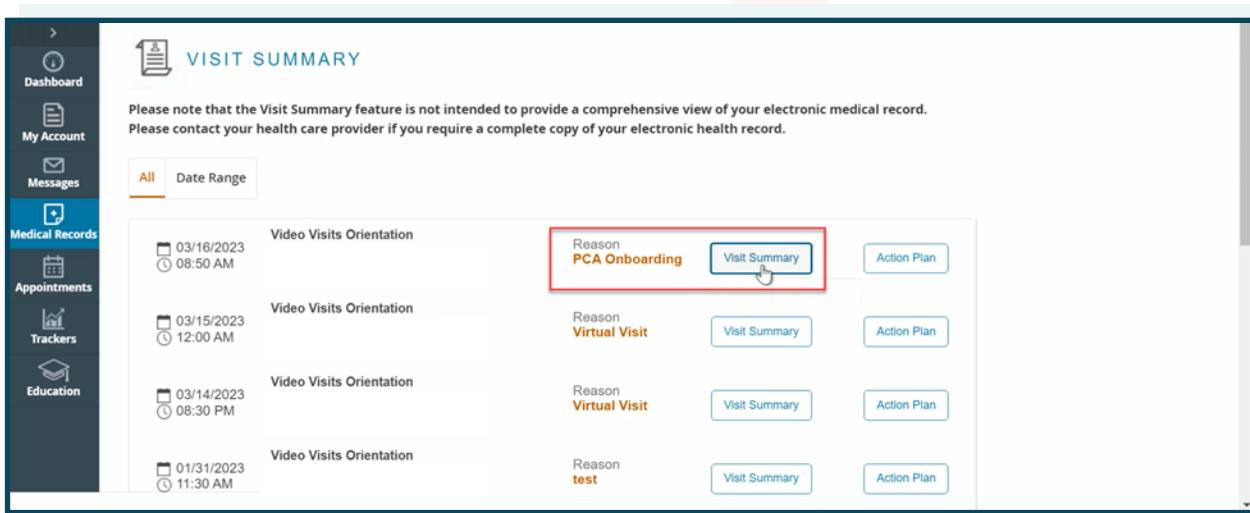 >
Dashboard
My Account
Messages
Medical Records
Appointments
Trackers
Education
VISIT SUMMARY
Please note that the Visit Summary feature is not intended to provide a comprehensive view of your electronic medical record.
Please contact your health care provider if you require a complete copy of your electronic health record.
All Date Range
03/16/2023 Video Visits Orientation Reason
08:50 AM PCA Onboarding Visit Summary Action Plan
03/15/2023 Video Visits Orientation Reason
12:00 AM Virtual Visit Visit Summary Action Plan
03/14/2023 Video Visits Orientation Reason
08:30 PM Virtual Visit Visit Summary Action Plan
01/31/2023 Video Visits Orientation Reason
11:30 AM test Visit Summary Action Plan